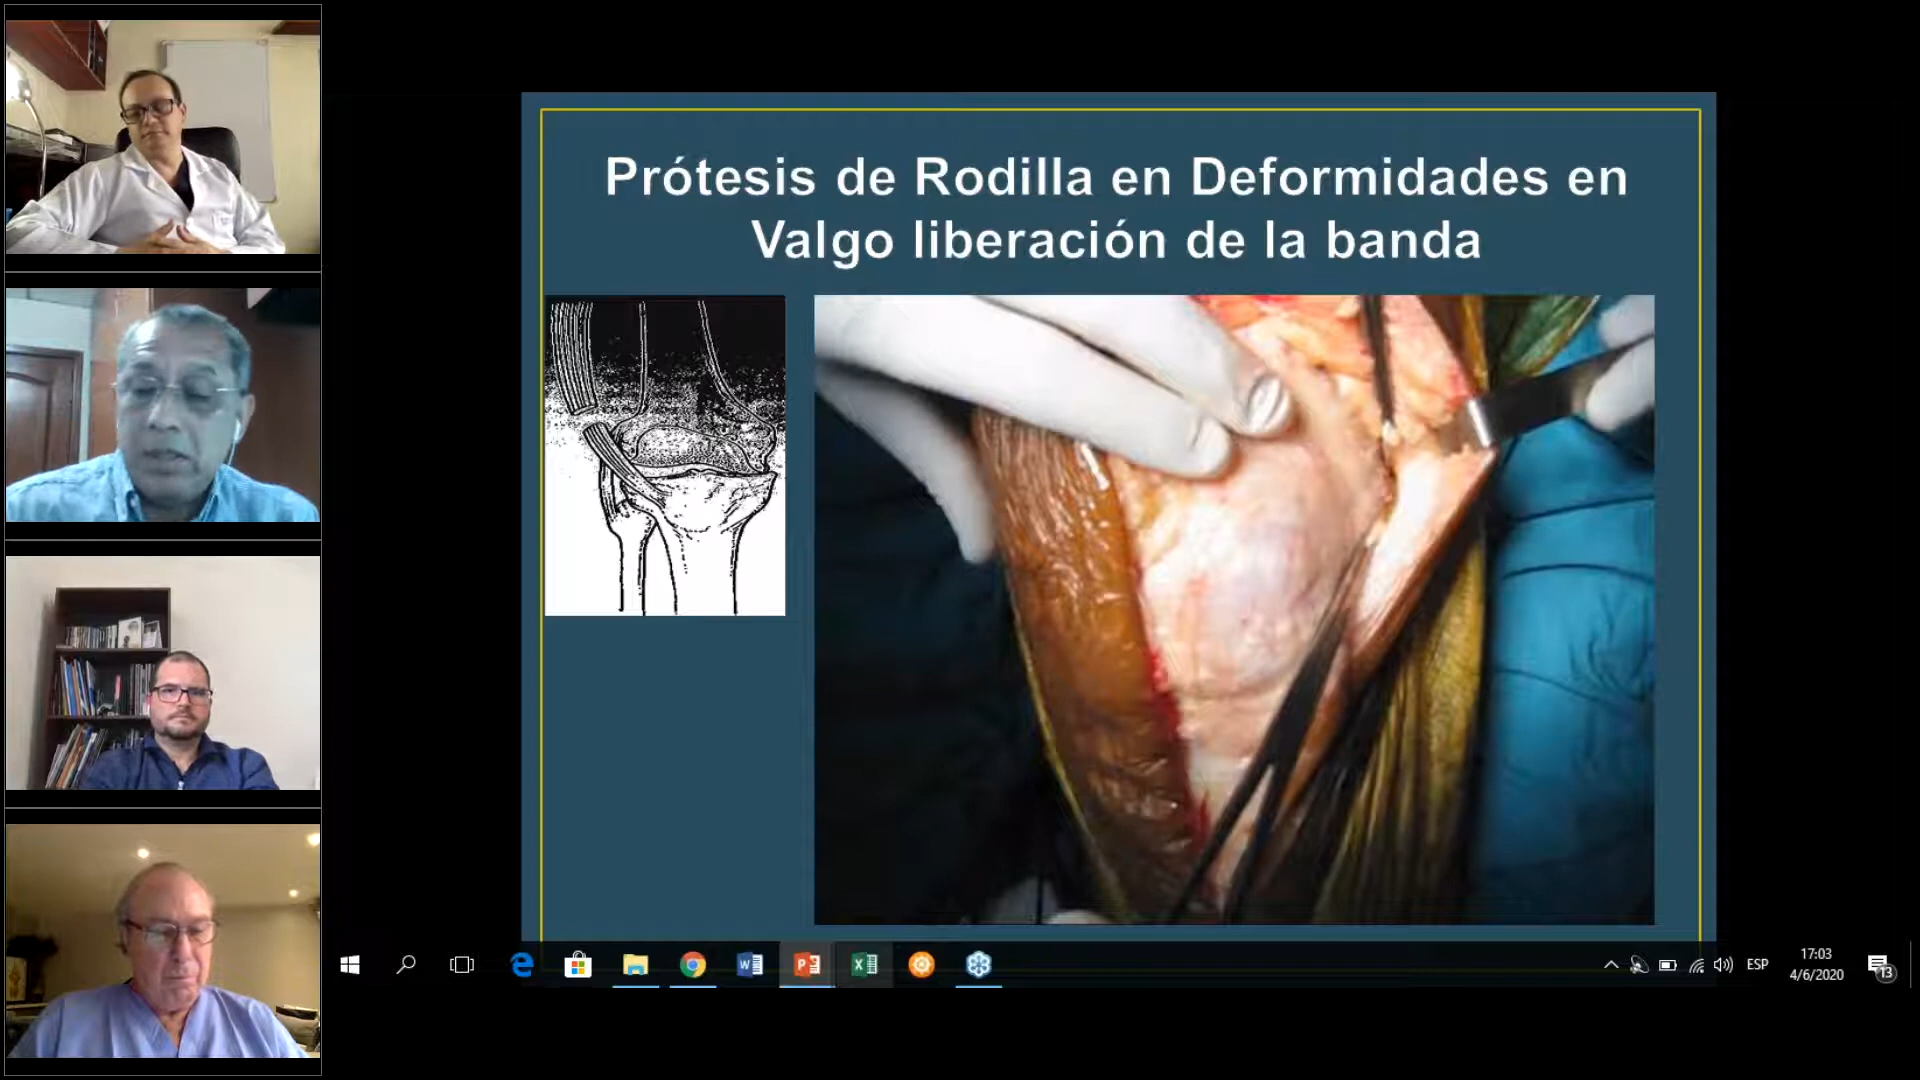 Prótesis de Rodilla en Deformidades en
Valgo liberación de la banda
ESP
17:03
4/6/2020
13